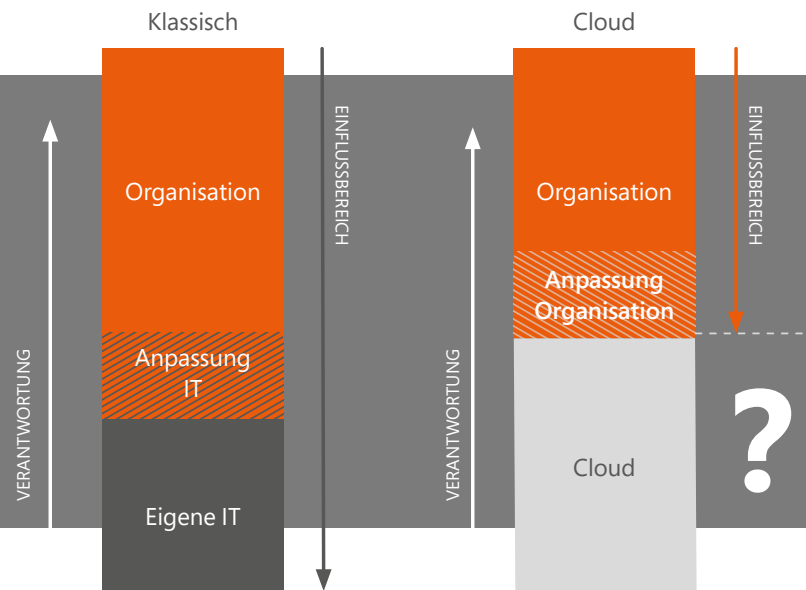 Klassisch
VERANTWORTUNG
Organisation
Anpassung
IT
Eigene IT
EINFLUSSBEREICH
Cloud
VERANTWORTUNG
Organisation
Anpassung
Organisation
Cloud
EINFLUSSBEREICH
?